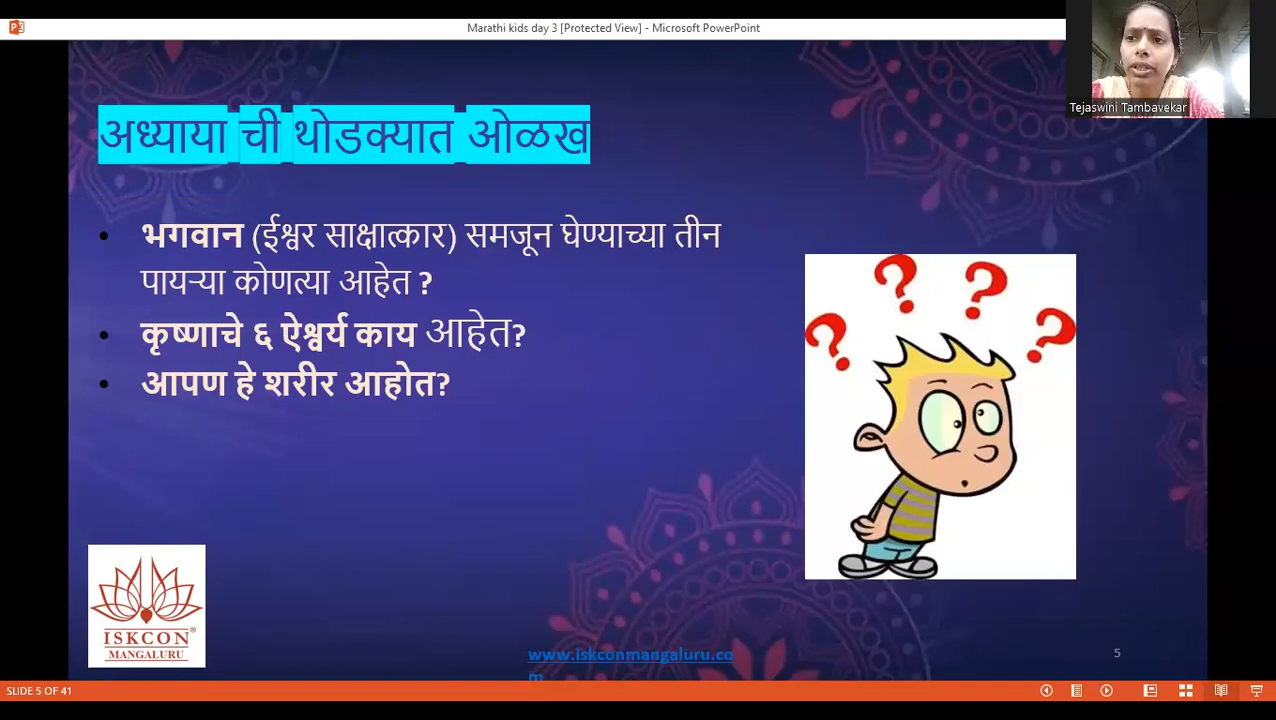 Marathi kids day 3 [Protected View] - Microsoft PowerPoint
Tejaswini Tambavekar
अध्याया ची थोडक्यात ओळख
• भगवान (ईश्वर साक्षात्कार) समजून घेण्याच्या तीन
पायऱ्या कोणत्या आहेत ?
• कृष्णाचे ६ ऐश्वर्य काय आहेत?
• आपण हे शरीर आहोत?
? ? ? ?
ISKCON®
MANGALURU
www.iskconmangaluru.co
m
5
SLIDE 5 OF 41